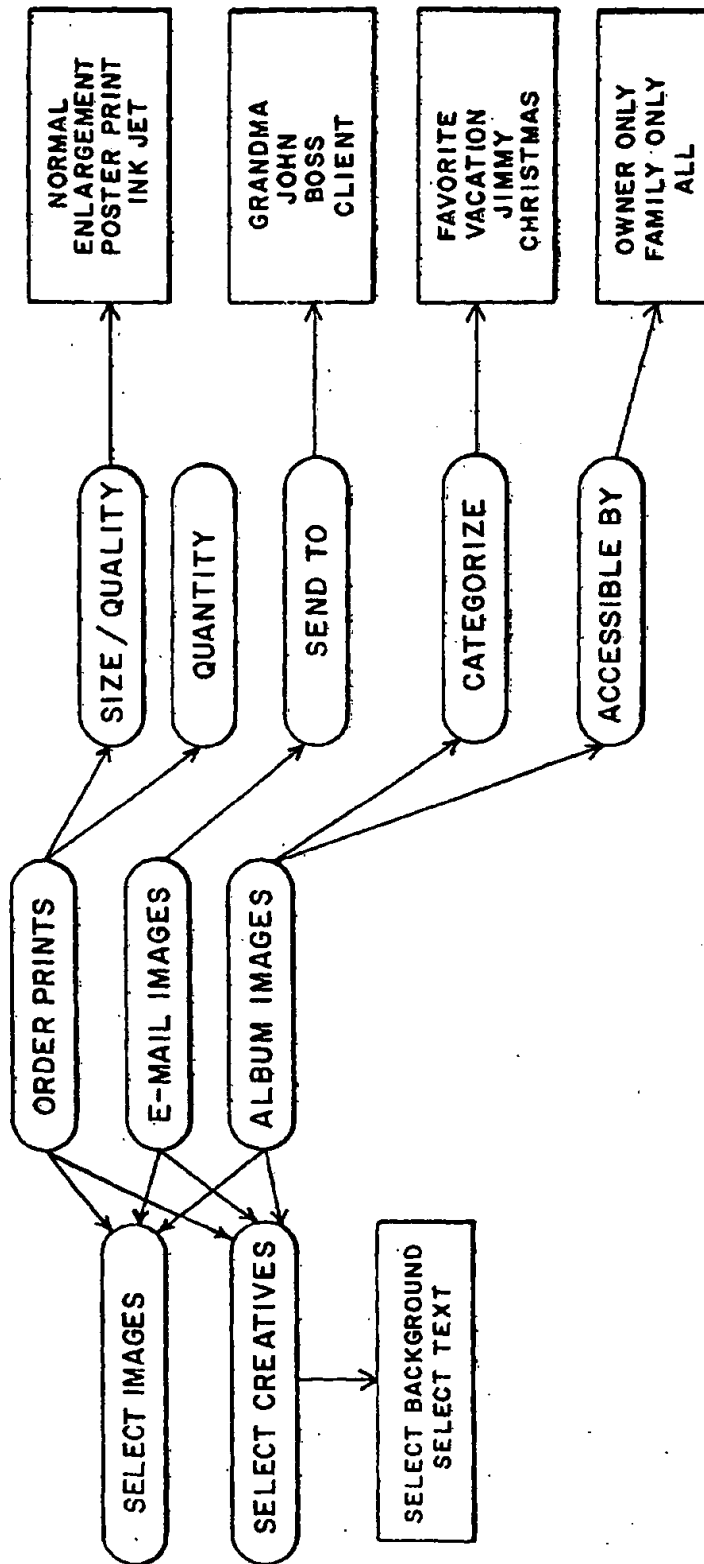 SELECT IMAGES
SELECT CREATIVES
SELECT BACKGROUND
SELECT TEXT
ORDER PRINTS
E-MAIL IMAGES
ALBUM IMAGES
SIZE / QUALITY
QUANTITY
SEND TO
CATEGORIZE
ACCESSIBLE BY
NORMAL
ENLARGEMENT
POSTER PRINT
INK JET
GRANDMA
JOHN
BOSS
CLIENT
FAVORITE
VACATION
JIMMY
CHRISTMAS
OWNER ONLY
FAMILY ONLY
ALL